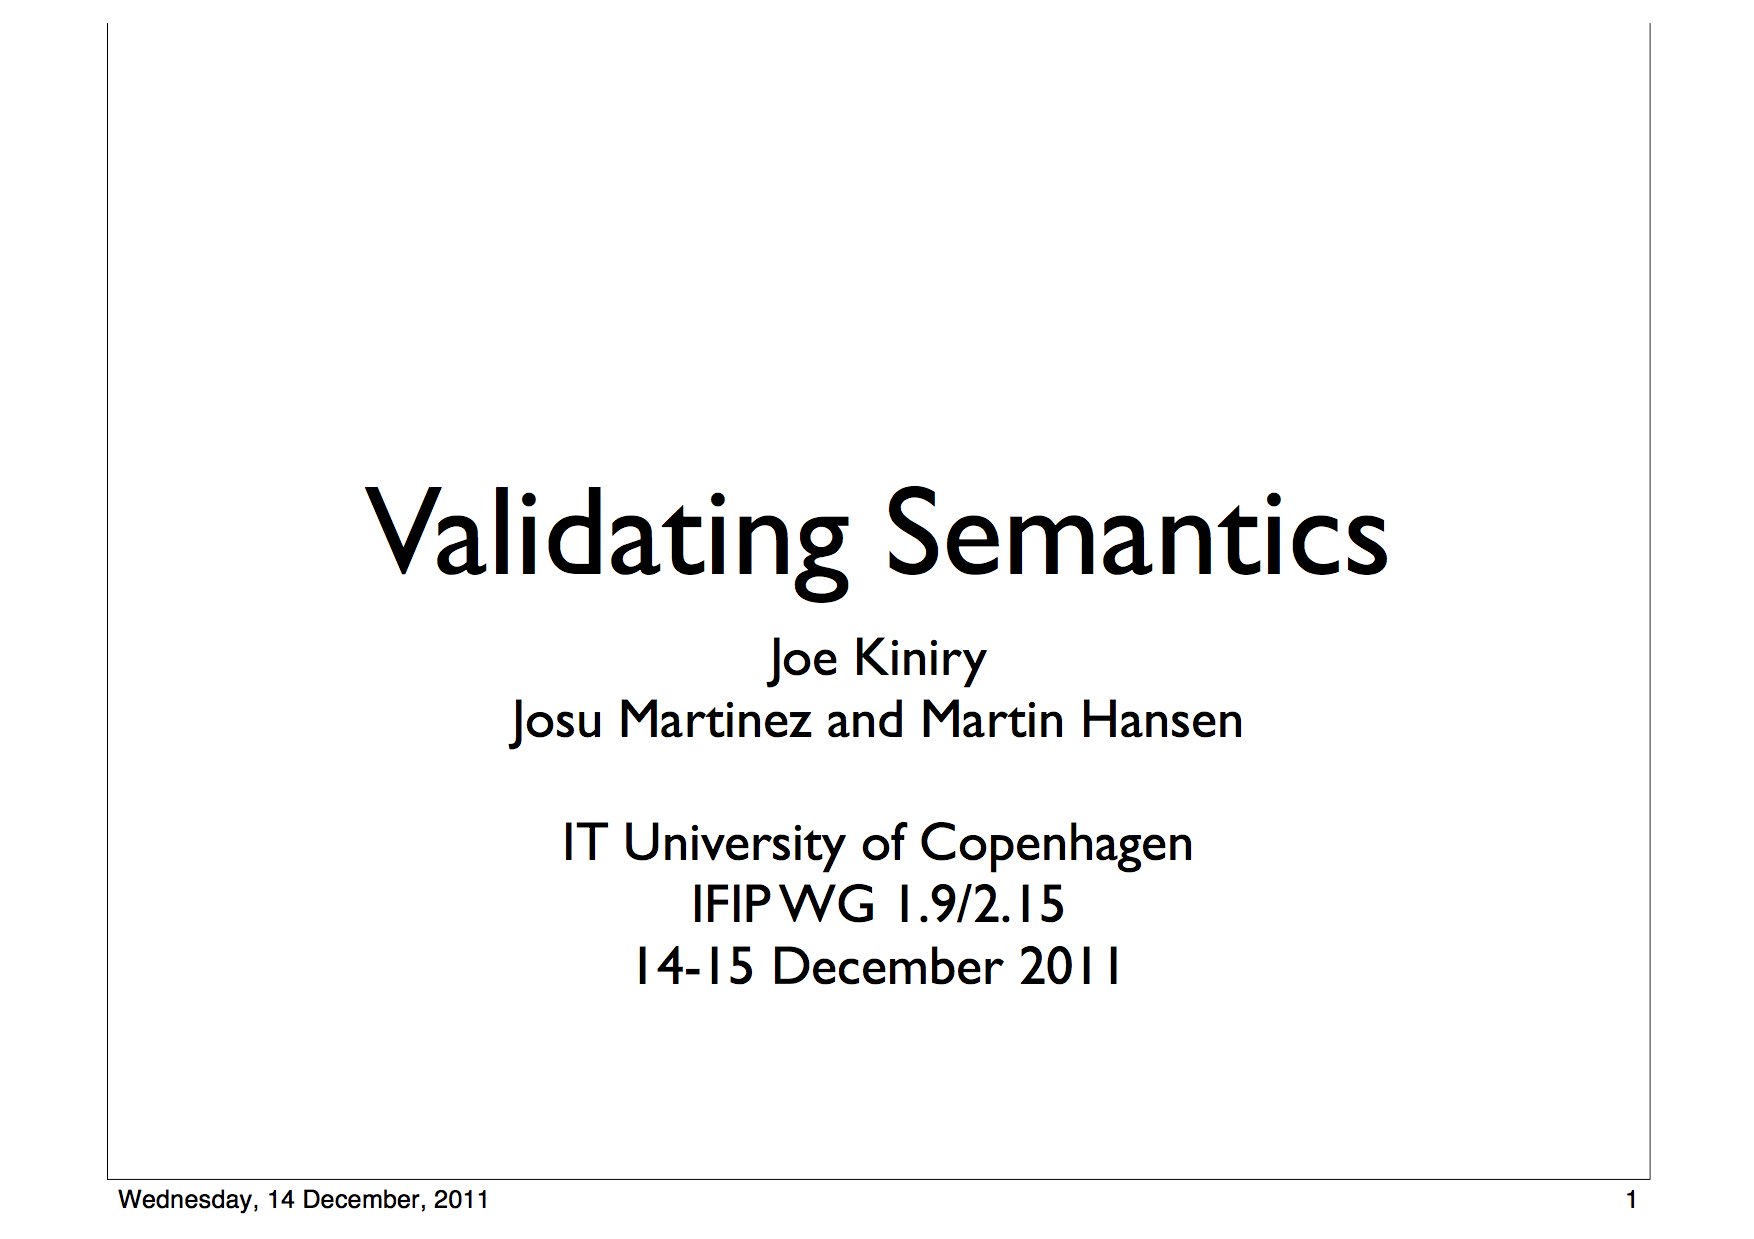 Validating Semantics
Joe Kiniry
Josu Martinez and Martin Hansen
IT University of Copenhagen
IFIP WG 1.9/2.15
14-15 December 2011
Wednesday, 14 December, 2011
1